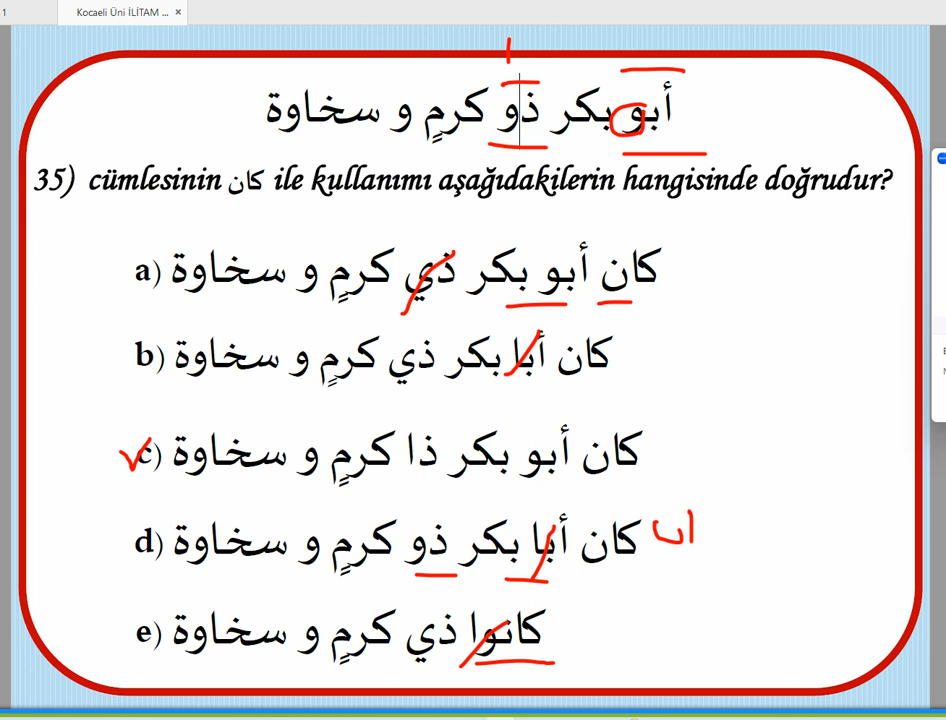 1
Kocaeli Üni İLİTAM ...
أبو بكر ذو كرمٍ و سخاوة
35) cümlesinin كان ile kullanımı aşağıdakilerin hangisinde doğrudur?
a) كان أبو بكر ذي كرمٍ و سخاوة
b) كان أبا بكر ذي كرمٍ و سخاوة
c) كان أبو بكر ذا كرمٍ و سخاوة
d) كان أبا بكر ذو كرمٍ و سخاوة
e) كانوا ذي كرمٍ و سخاوة